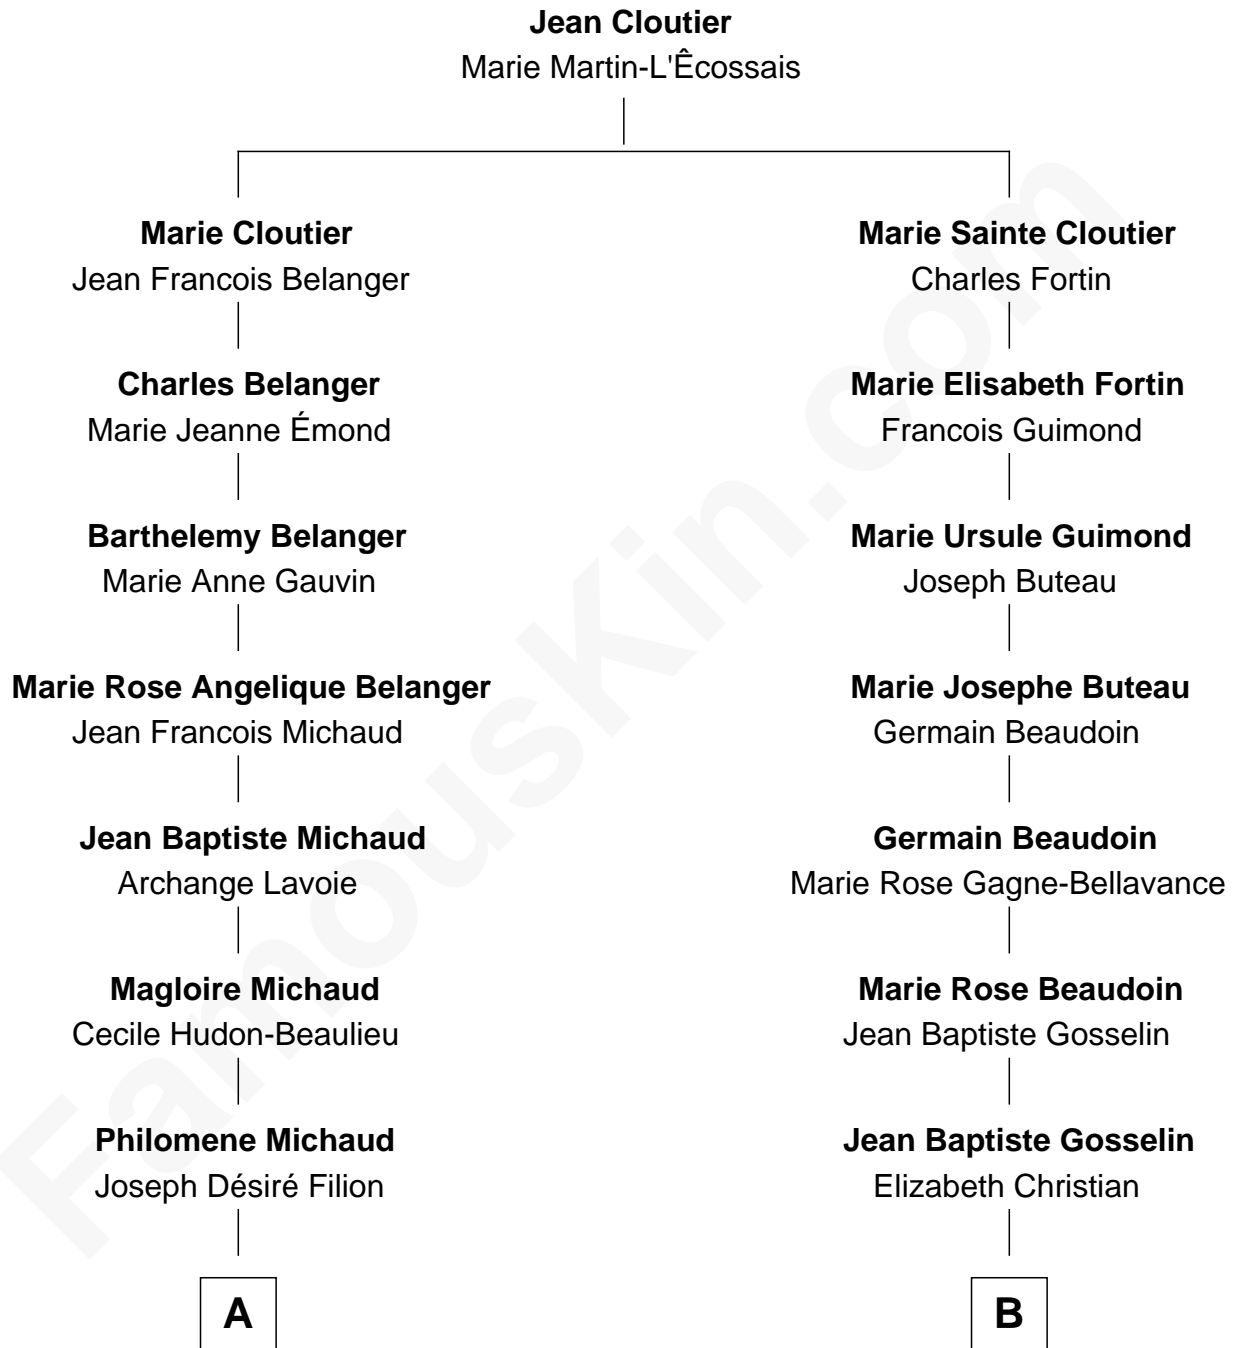 Jean Cloutier
Marie Martin-L'Êcossais
Marie Cloutier
Jean Francois Belanger
Marie Sainte Cloutier
Charles Fortin
Charles Belanger
Marie Jeanne Émond
Marie Elisabeth Fortin
Francois Guimond
Barthelemy Belanger
Marie Anne Gauvin
Marie Ursule Guimond
Joseph Buteau
Marie Rose Angelique Belanger
Jean Francois Michaud
Marie Josephe Buteau
Germain Beaudoin
Jean Baptiste Michaud
Archange Lavoie
Germain Beaudoin
Marie Rose Gagne-Bellavance
Magloire Michaud
Cecile Hudon-Beaulieu
Marie Rose Beaudoin
Jean Baptiste Gosselin
Philomene Michaud
Joseph Désiré Filion
Jean Baptiste Gosselin
Elizabeth Christian
A
B
FamousKin.com